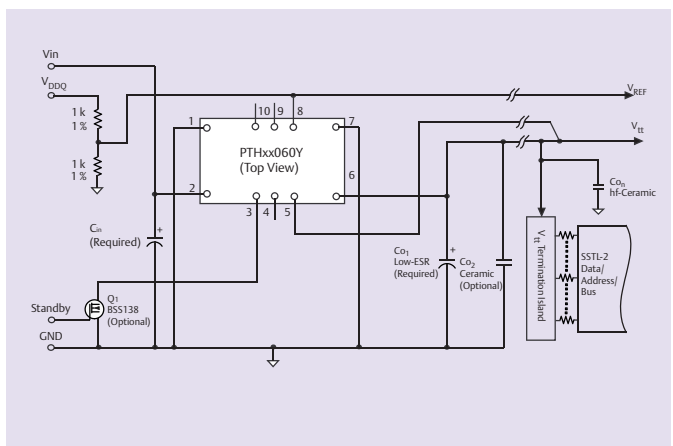 Vin
VDDQ
1 k
1 %
1 k
1 %
VREF
Vtt
1
10
9
8
7
PTHxx060Y
(Top View)
2
3
4
5
6
Cin
(Required)
+
Co1
Low-ESR
(Required)
+
Co2
Ceramic
(Optional)
Con
hf-Ceramic
Vtt Termination Island
SSTL-2
Data/
Address/
Bus
Standby
Q1
BSS138
(Optional)
GND